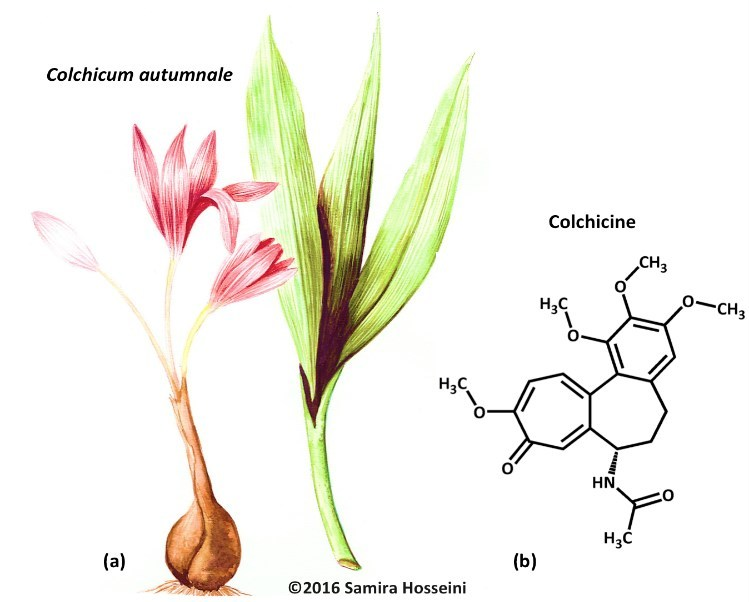 Colchicum autumnale
Colchicine
CH₃
O
H₃C
O
O
CH₃
H₃C
O
O
HN
O
H₃C
(a)
(b)
©2016 Samira Hosseini